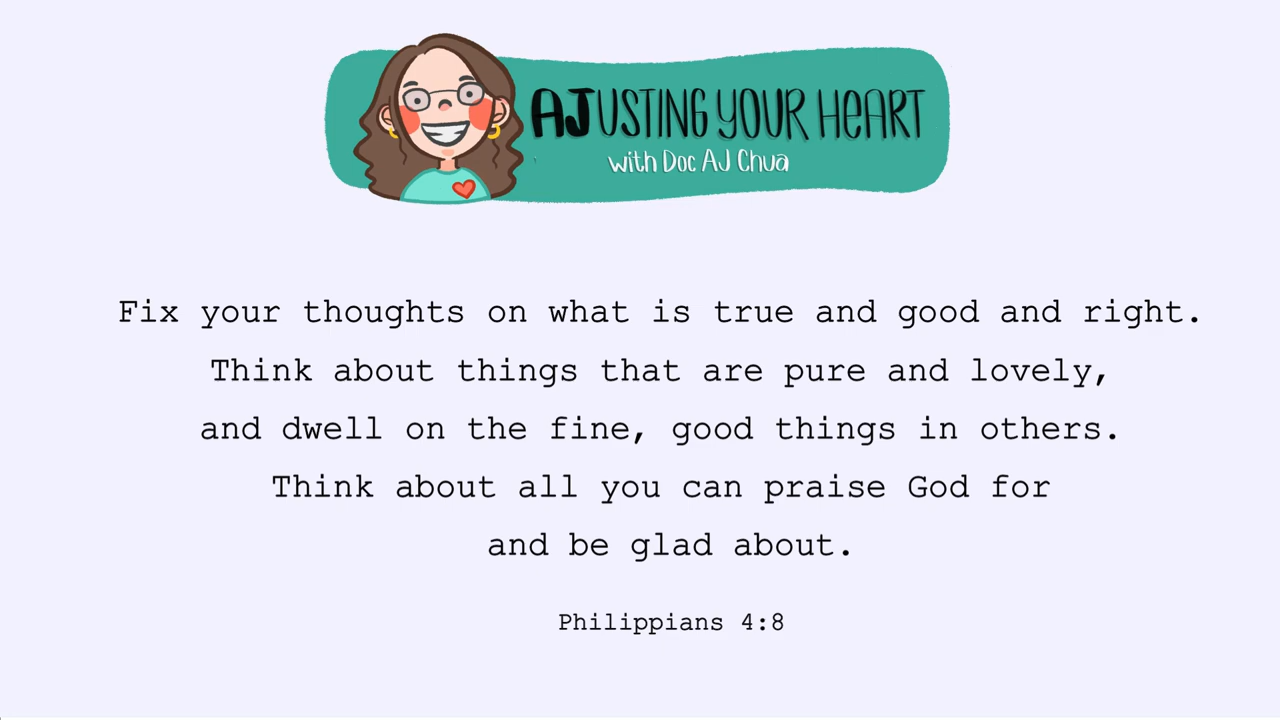 AJUSTING YOUR HEART
with Doc AJ Chua
Fix your thoughts on what is true and good and right.
Think about things that are pure and lovely,
and dwell on the fine, good things in others.
Think about all you can praise God for
and be glad about.
Philippians 4:8